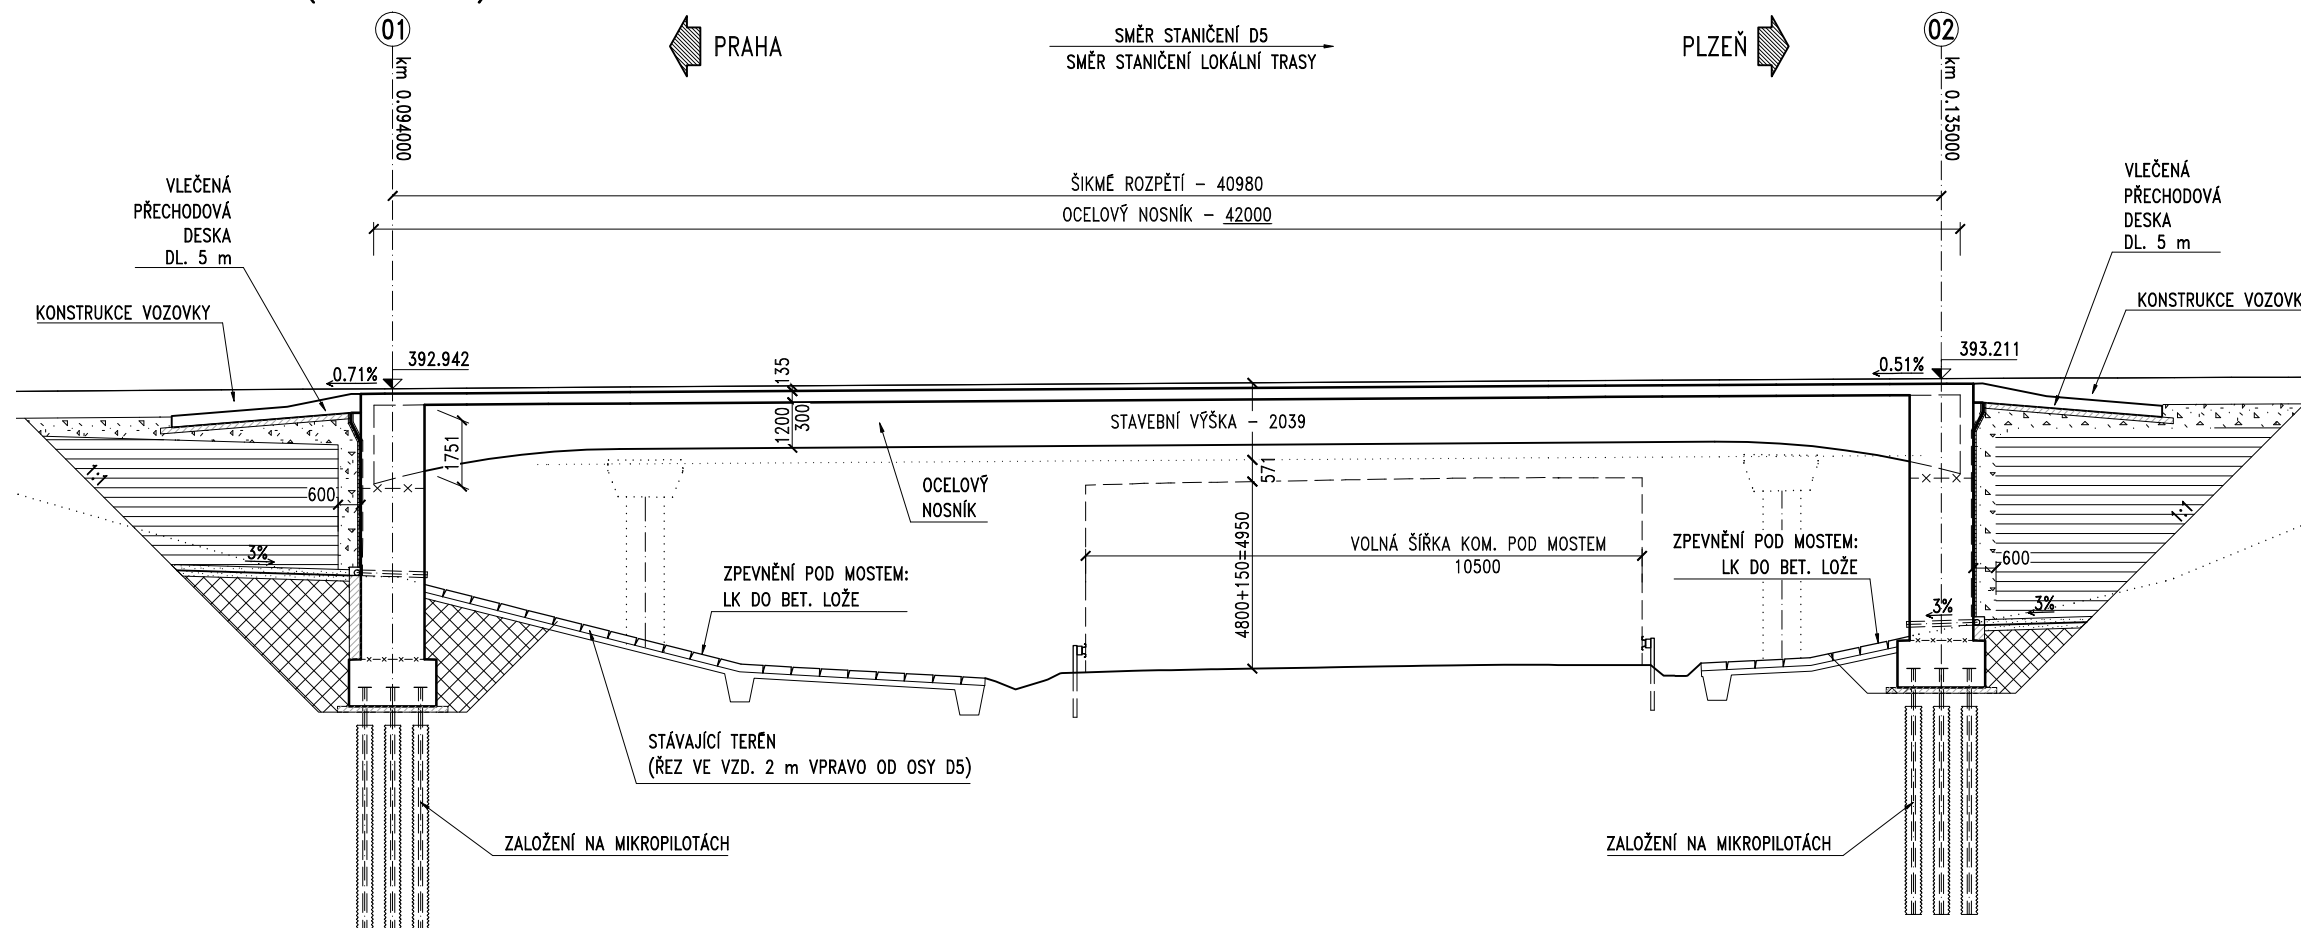 01
PRAHA
SMĚR STANIČENÍ D5
SMĚR STANIČENÍ LOKÁLNÍ TRASY
PLZEŇ
02
km 0.094000
km 0.135000
ŠIKMÉ ROZPĚTÍ – 40980
OCELOVÝ NOSNÍK – 42000
VLEČENÁ
PŘECHODOVÁ
DESKA
DL. 5 m
VLEČENÁ
PŘECHODOVÁ
DESKA
DL. 5 m
KONSTRUKCE VOZOVKY
KONSTRUKCE VOZOVK
0.71%
392.942
135
0.51%
393.211
1200
300
STAVEBNÍ VÝŠKA – 2039
1751
571
1:1
600
OCELOVÝ
NOSNÍK
4800+150=4950
VOLNÁ ŠÍŘKA KOM. POD MOSTEM
10500
ZPEVNĚNÍ POD MOSTEM:
LK DO BET. LOŽE
1:1
600
3%
ZPEVNĚNÍ POD MOSTEM:
LK DO BET. LOŽE
3%
3%
STÁVAJÍCÍ TERÉN
(ŘEZ VE VZD. 2 m VPRAVO OD OSY D5)
ZALOŽENÍ NA MIKROPILOTÁCH
ZALOŽENÍ NA MIKROPILOTÁCH